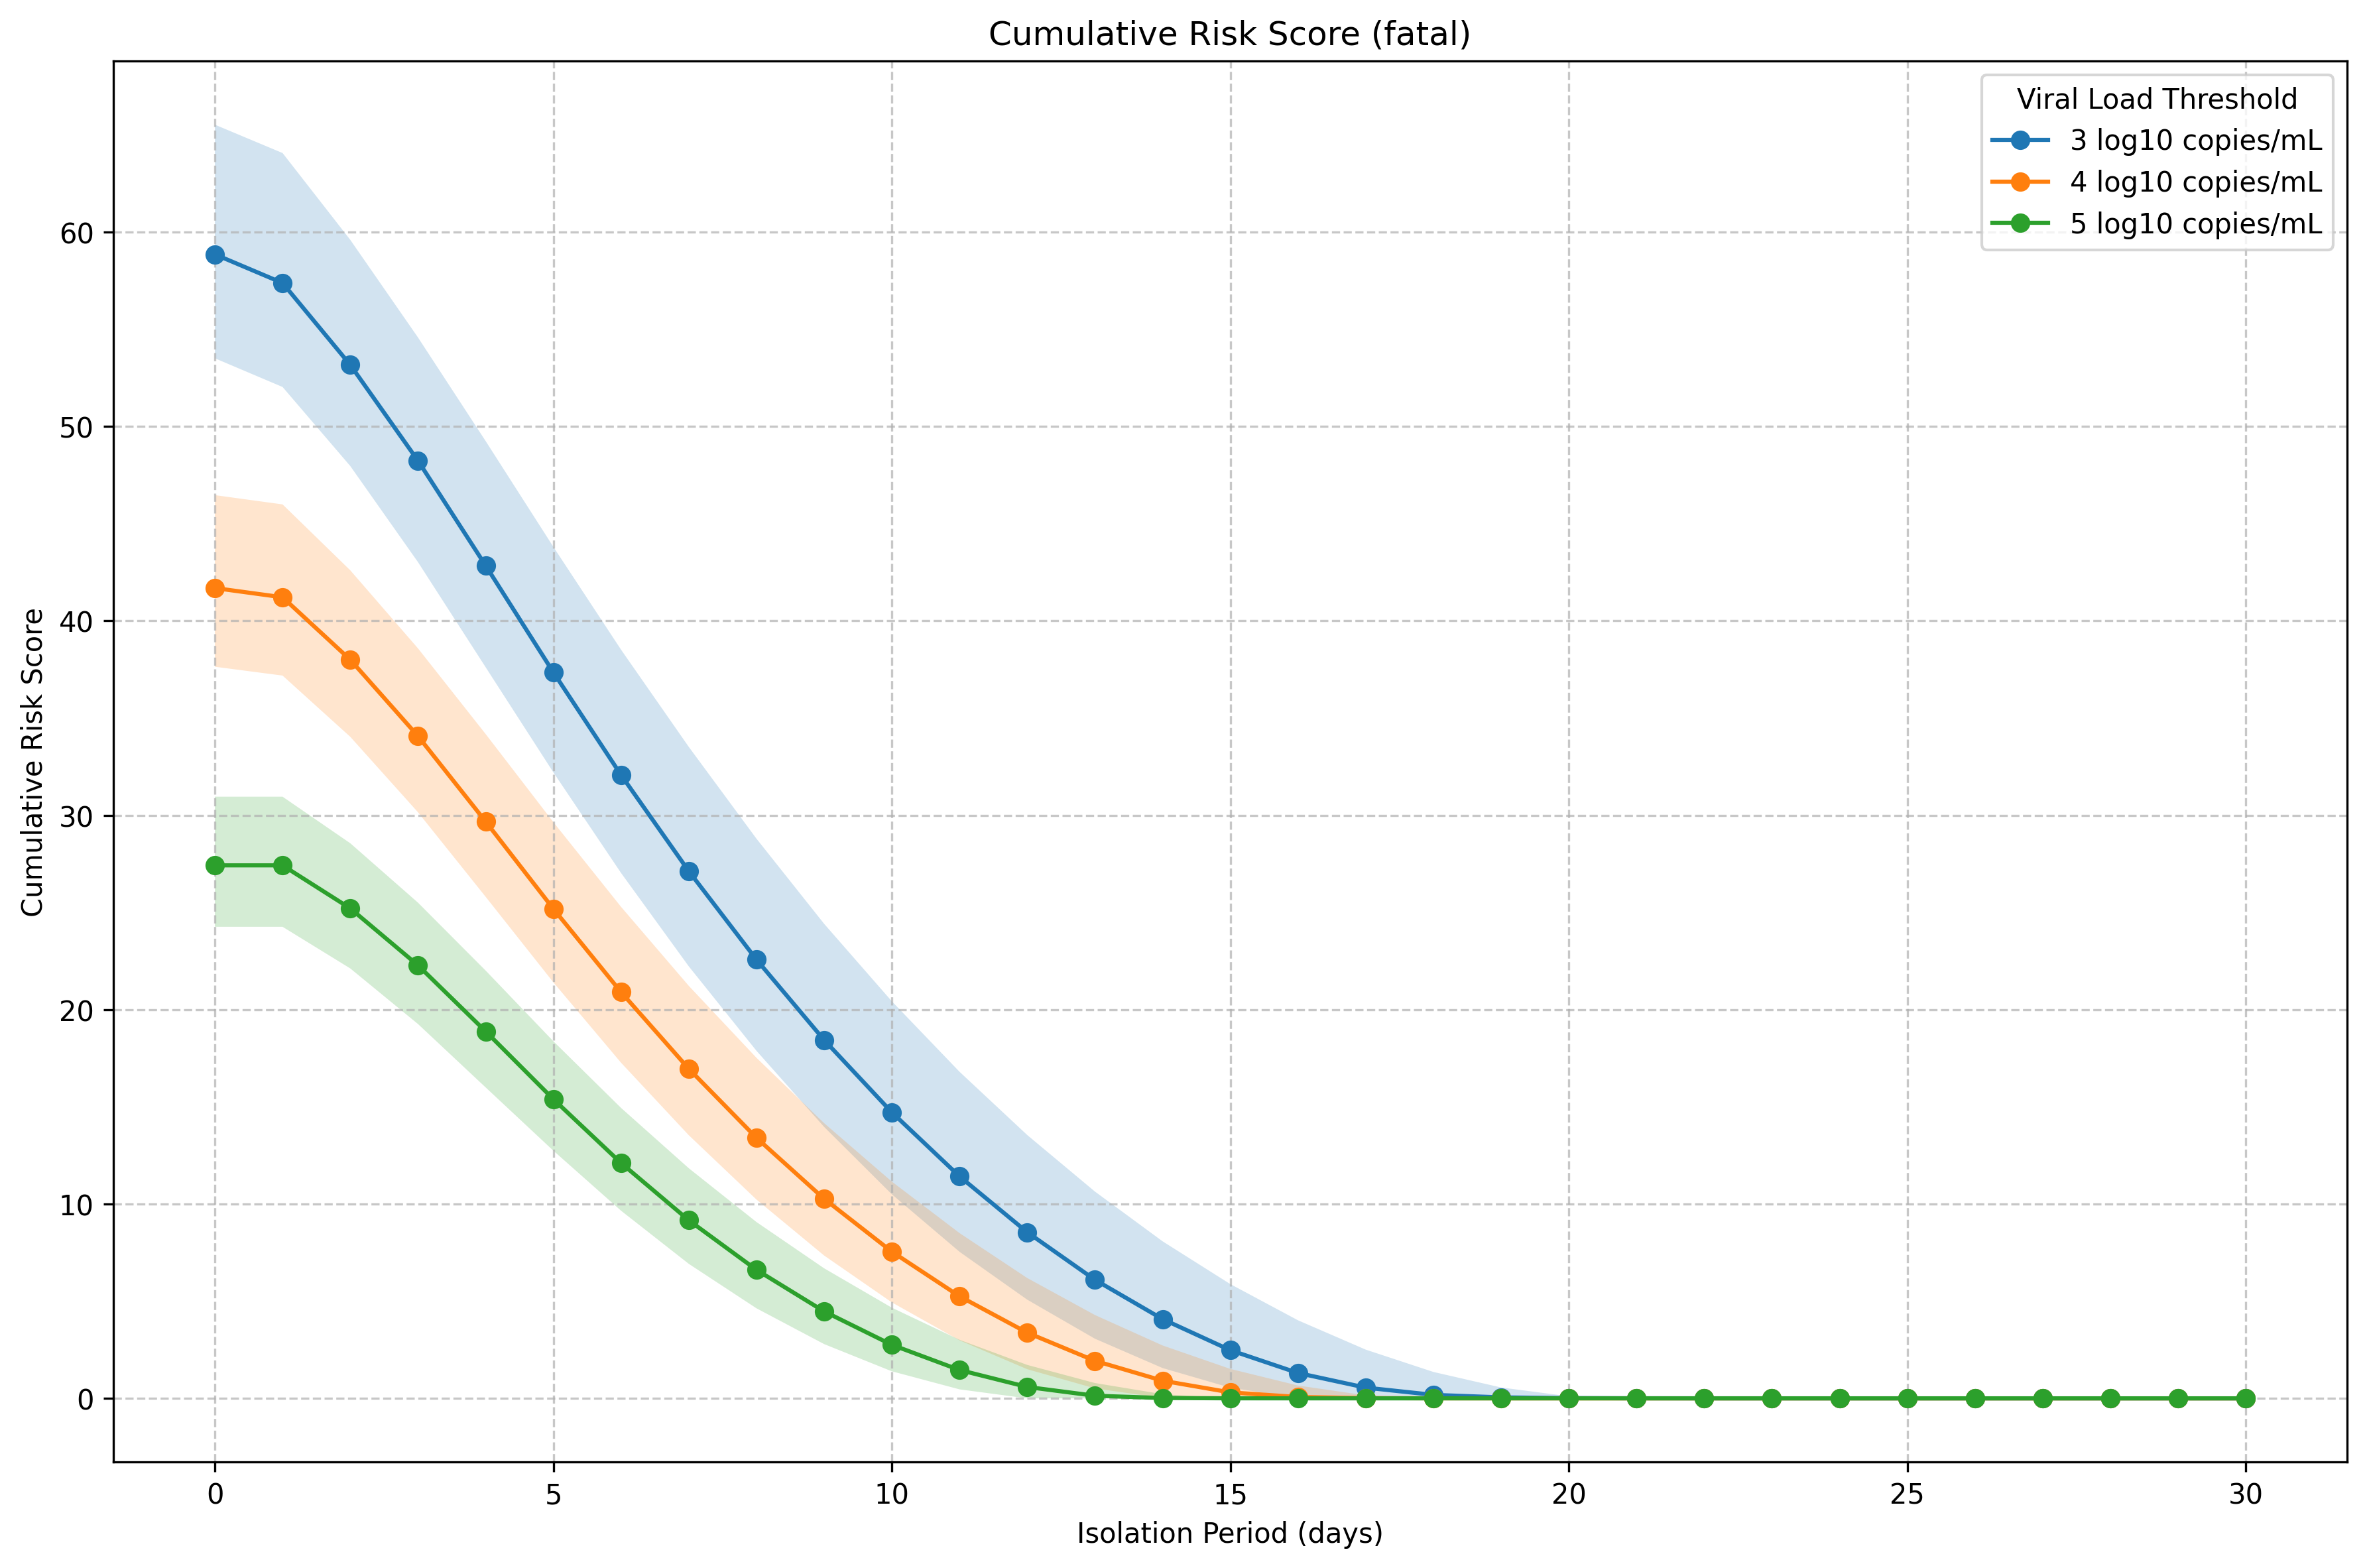 Cumulative Risk Score (fatal)
Viral Load Threshold
3 log10 copies/mL
4 log10 copies/mL
5 log10 copies/mL
Cumulative Risk Score
60
50
40
30
20
10
0
0 5 10 15 20 25 30
Isolation Period (days)